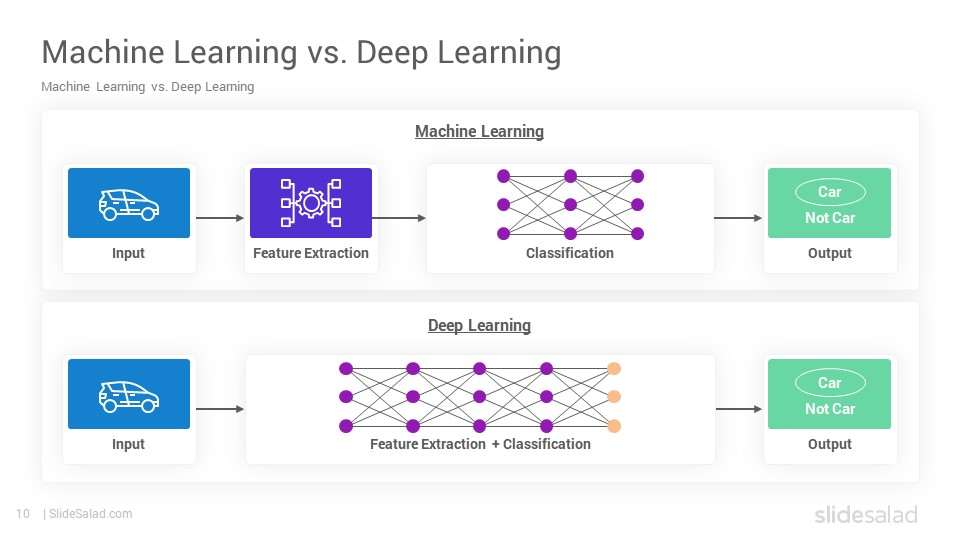 Machine Learning vs. Deep Learning
Machine Learning vs. Deep Learning
Machine Learning
Car
Not Car
Input
Feature Extraction
Classification
Output
Deep Learning
Car
Not Car
Input
Feature Extraction + Classification
Output
10 | SlideSalad.com
slidesalad